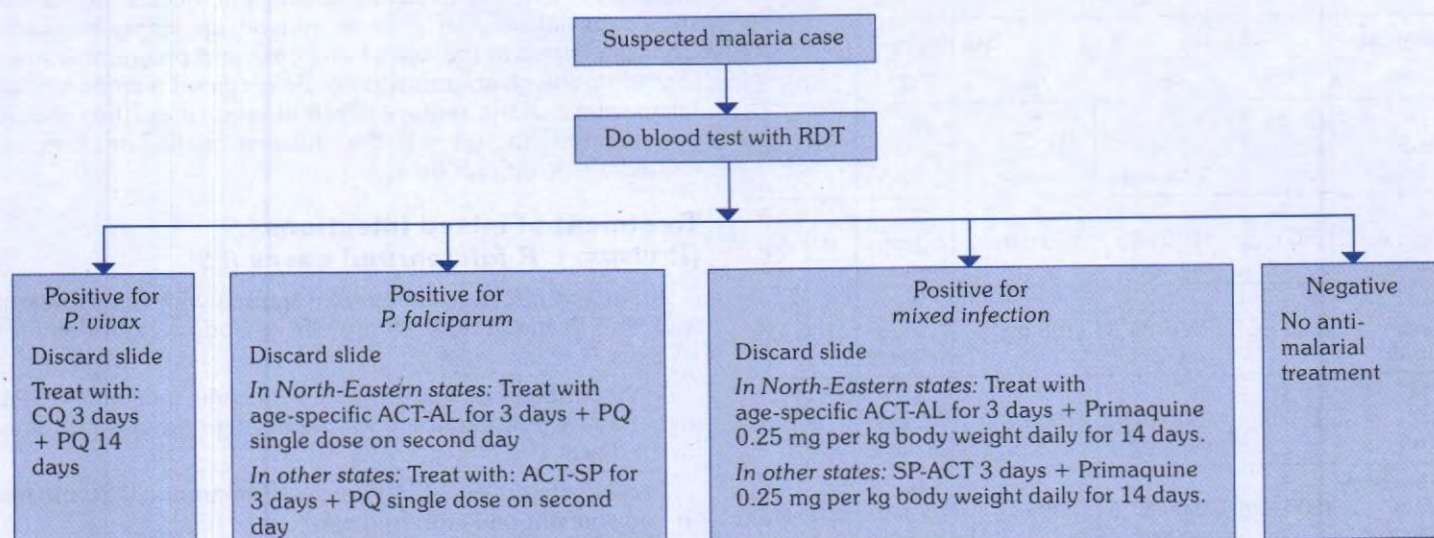 Suspected malaria case
Do blood test with RDT
Positive for
P. vivax
Discard slide
Treat with:
CQ 3 days
+ PQ 14
days
Positive for
P. falciparum
Discard slide
In North-Eastern states: Treat with
age-specific ACT-AL for 3 days + PQ
single dose on second day
In other states: Treat with: ACT-SP for
3 days + PQ single dose on second
day
Positive for
mixed infection
Discard slide
In North-Eastern states: Treat with
age-specific ACT-AL for 3 days + Primaquine
0.25 mg per kg body weight daily for 14 days.
In other states: SP-ACT 3 days + Primaquine
0.25 mg per kg body weight daily for 14 days.
Negative
No anti-
malarial
treatment